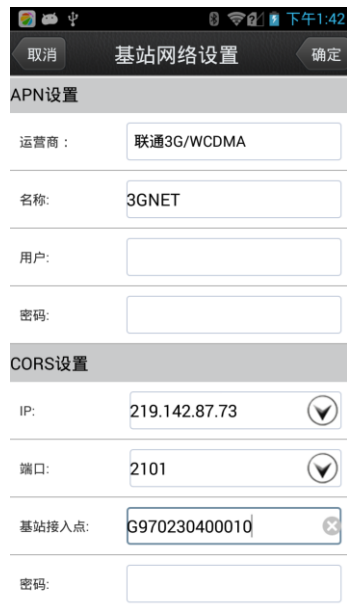 下午1:42
取消 基站网络设置 确定
APN设置
运营商： 联通3G/WCDMA
名称: 3GNET
用户:
密码:
CORS设置
IP: 219.142.87.73
端口: 2101
基站接入点: G970230400010
密码: